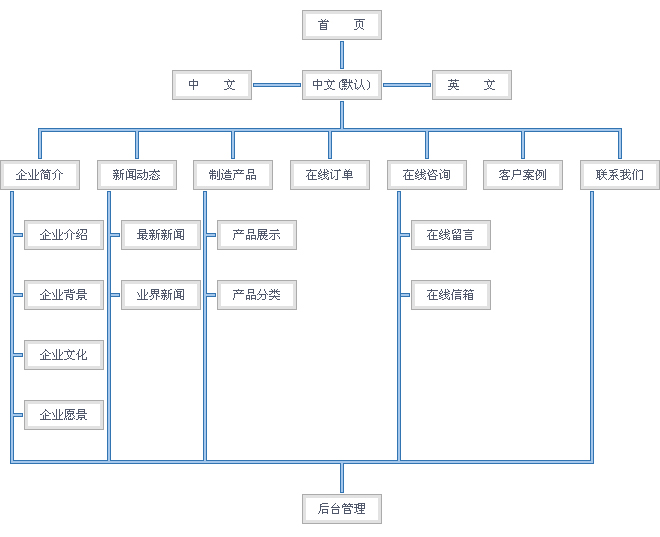 首 页
中 文
中文(默认)
英 文
企业简介
新闻动态
制造产品
在线订单
在线咨询
客户案例
联系我们
企业介绍
最新新闻
产品展示
在线留言
企业背景
业界新闻
产品分类
在线信箱
企业文化
企业愿景
后台管理